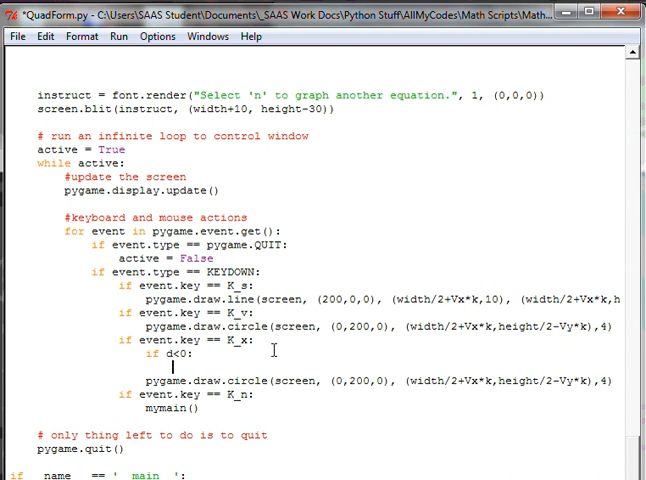 *QuadForm.py - C:\Users\SAAS Student\Documents\_SAAS Work Docs\Python Stuff\AllMyCodes\Math Scripts\Math...
File Edit Format Run Options Windows Help
instruct = font.render("Select 'n' to graph another equation.", 1, (0,0,0))
screen.blit(instruct, (width+10, height-30))
# run an infinite loop to control window
active = True
while active:
#update the screen
pygame.display.update()
#keyboard and mouse actions
for event in pygame.event.get():
if event.type == pygame.QUIT:
active = False
if event.type == KEYDOWN:
if event.key == K_s:
pygame.draw.line(screen, (200,0,0), (width/2+Vx*k,10), (width/2+Vx*k,h
if event.key == K_v:
pygame.draw.circle(screen, (0,200,0), (width/2+Vx*k,height/2-Vy*k),4)
if event.key == K_x:
if d<0:
pygame.draw.circle(screen, (0,200,0), (width/2+Vx*k,height/2-Vy*k),4)
if event.key == K_n:
mymain()
# only thing left to do is to quit
pygame.quit()
if __name__ == '__main__':